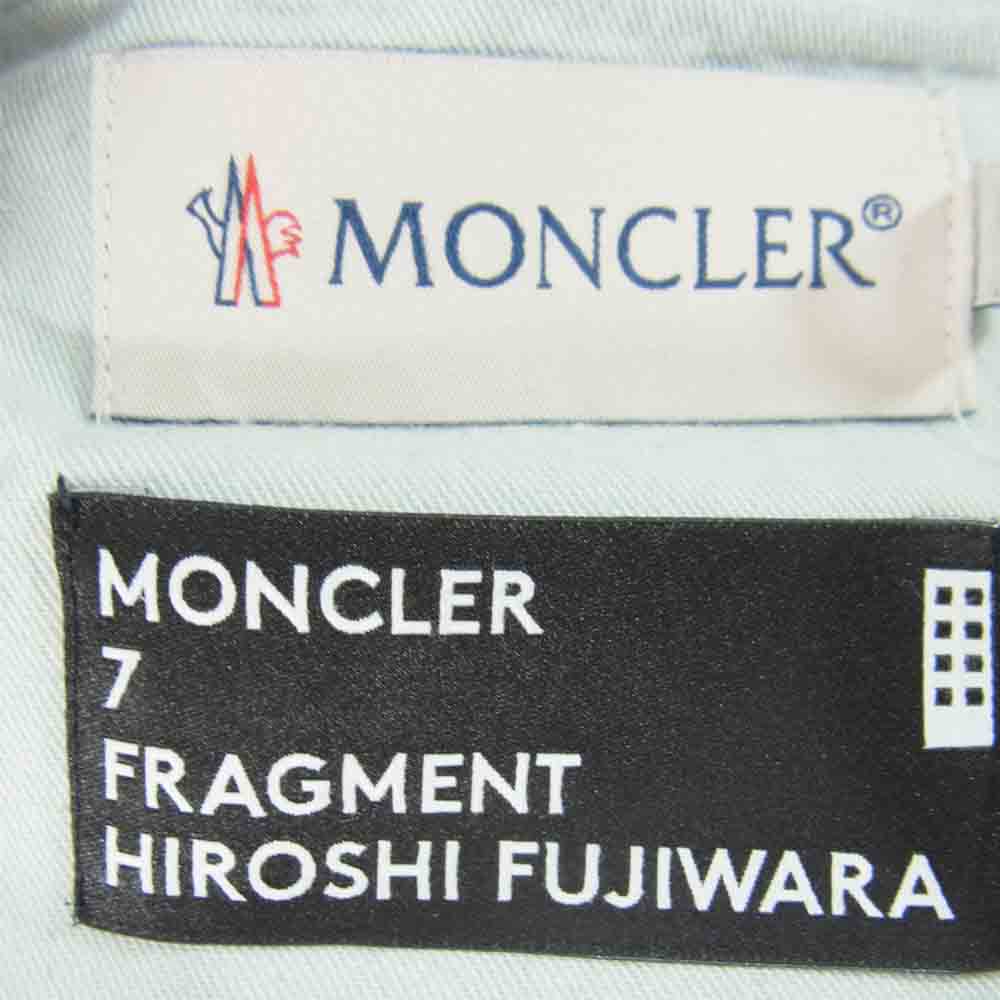 MONCLER®
MONCLER
7
FRAGMENT
HIROSHI FUJIWARA